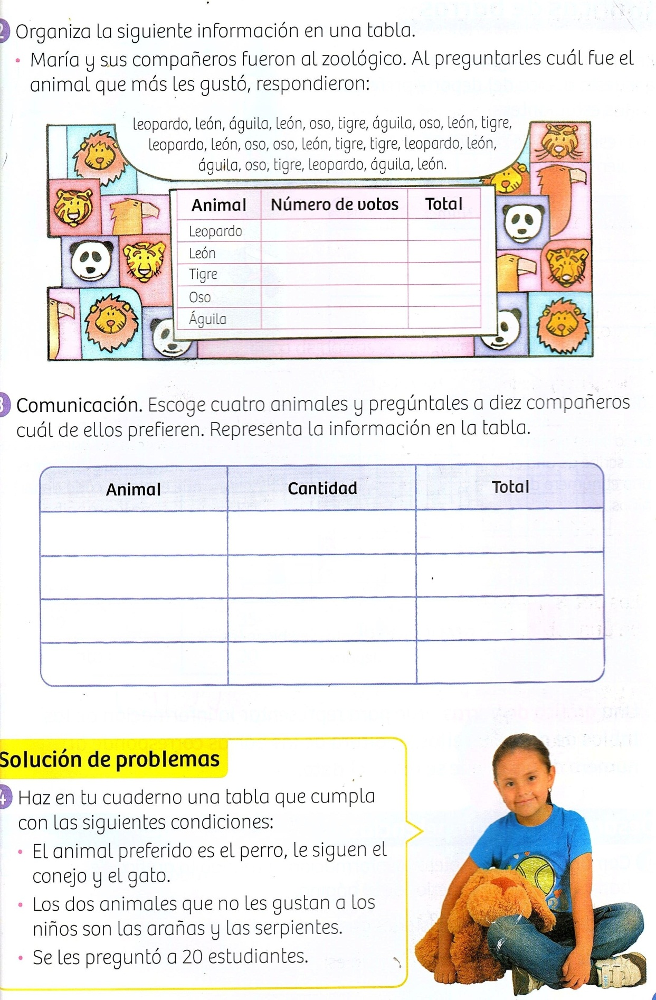 2 Organiza la siguiente información en una tabla.
• María y sus compañeros fueron al zoológico. Al preguntarles cuál fue el
animal que más les gustó, respondieron:
leopardo, león, águila, león, oso, tigre, águila, oso, león, tigre,
leopardo, león, oso, oso, león, tigre, tigre, leopardo, león,
águila, oso, tigre, leopardo, águila, león.
Animal Número de votos Total
Leopardo
León
Tigre
Oso
Águila
3 Comunicación. Escoge cuatro animales y pregúntales a diez compañeros
cuál de ellos prefieren. Representa la información en la tabla.
Animal Cantidad Total
Solución de problemas
4 Haz en tu cuaderno una tabla que cumpla
con las siguientes condiciones:
• El animal preferido es el perro, le siguen el
conejo y el gato.
• Los dos animales que no les gustan a los
niños son las arañas y las serpientes.
• Se les preguntó a 20 estudiantes.